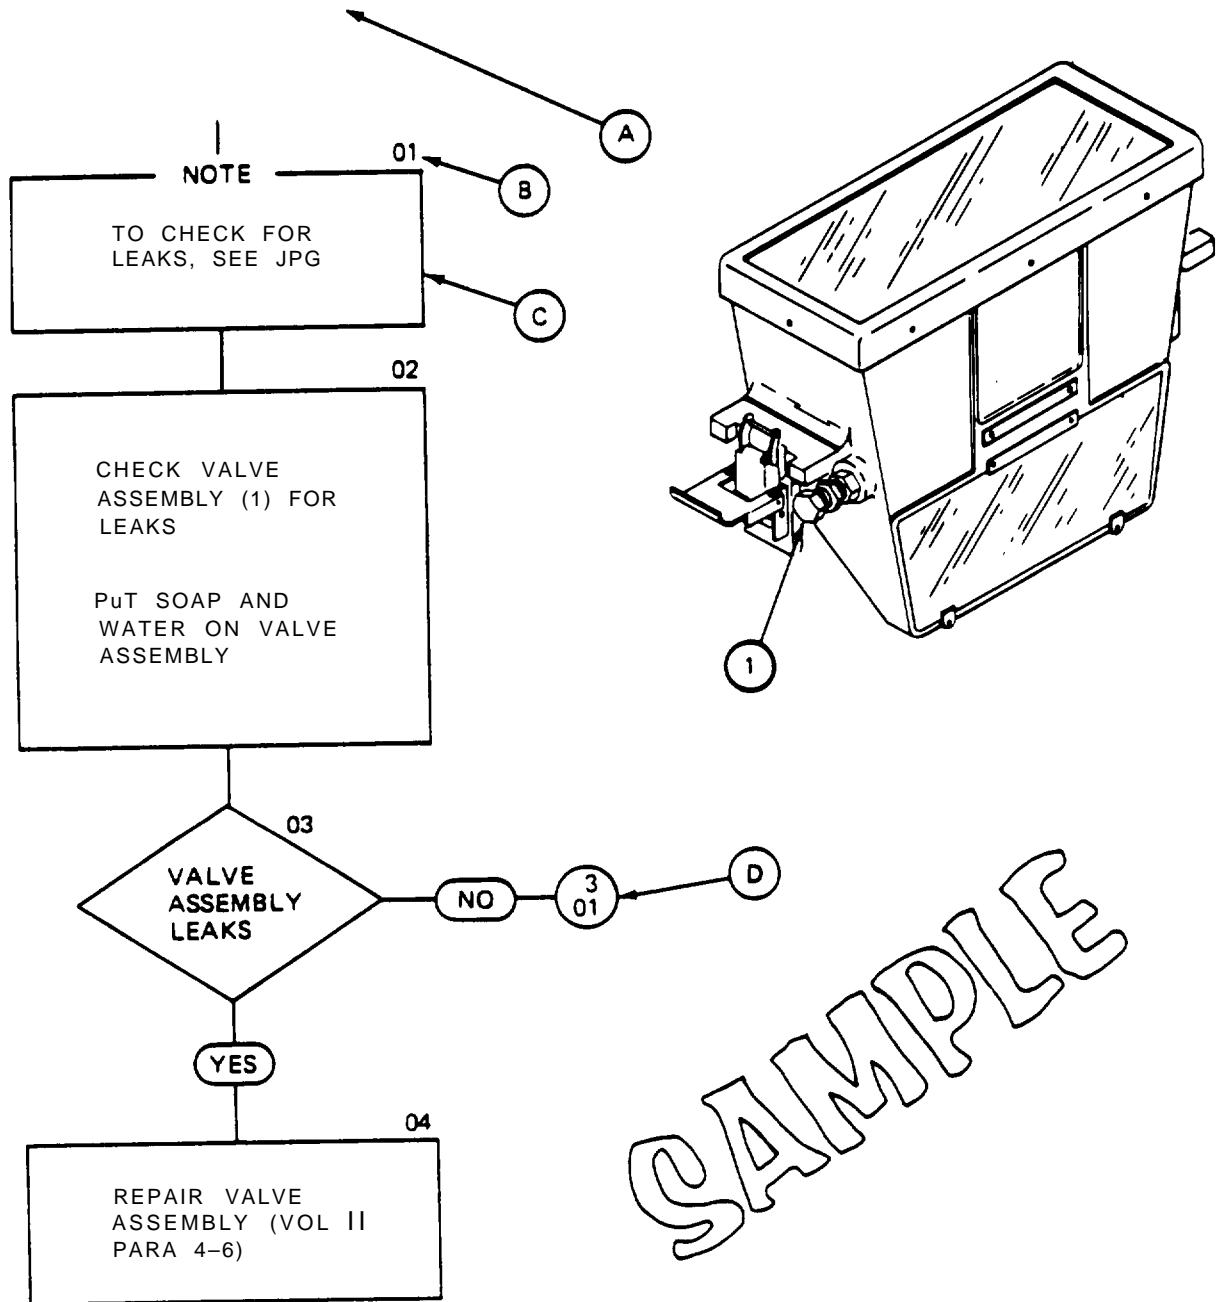 A
01
NOTE
B
TO CHECK FOR
LEAKS, SEE JPG
C
02
CHECK VALVE
ASSEMBLY (1) FOR
LEAKS
PuT SOAP AND
WATER ON VALVE
ASSEMBLY
1
03
VALVE
ASSEMBLY
LEAKS
NO
3
01
D
YES
04
REPAIR VALVE
ASSEMBLY (VOL II
PARA 4–6)
SAMPLE